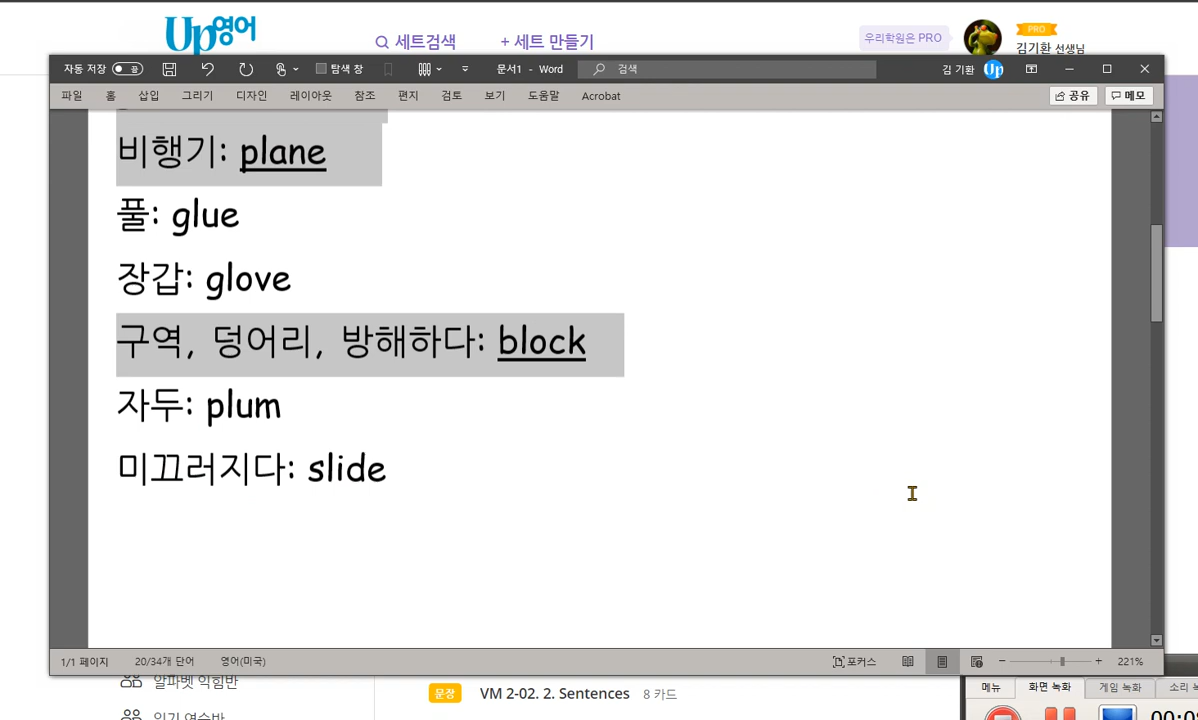 Up영어
세트검색
+ 세트 만들기
우리학원은 PRO
PRO
김기환 선생님
자동 저장
끔
탐색 창
문서1 - Word
검색
김 기환
Up
파일
홈
삽입
그리기
디자인
레이아웃
참조
편지
검토
보기
도움말
Acrobat
공유
메모
비행기: plane
풀: glue
장갑: glove
구역, 덩어리, 방해하다: block
자두: plum
미끄러지다: slide
1/1 페이지
20/34개 단어
영어(미국)
포커스
221%
알파벳 익힘반
문장
VM 2-02. 2. Sentences
8 카드
메뉴
화면 녹화
게임 녹화
소리